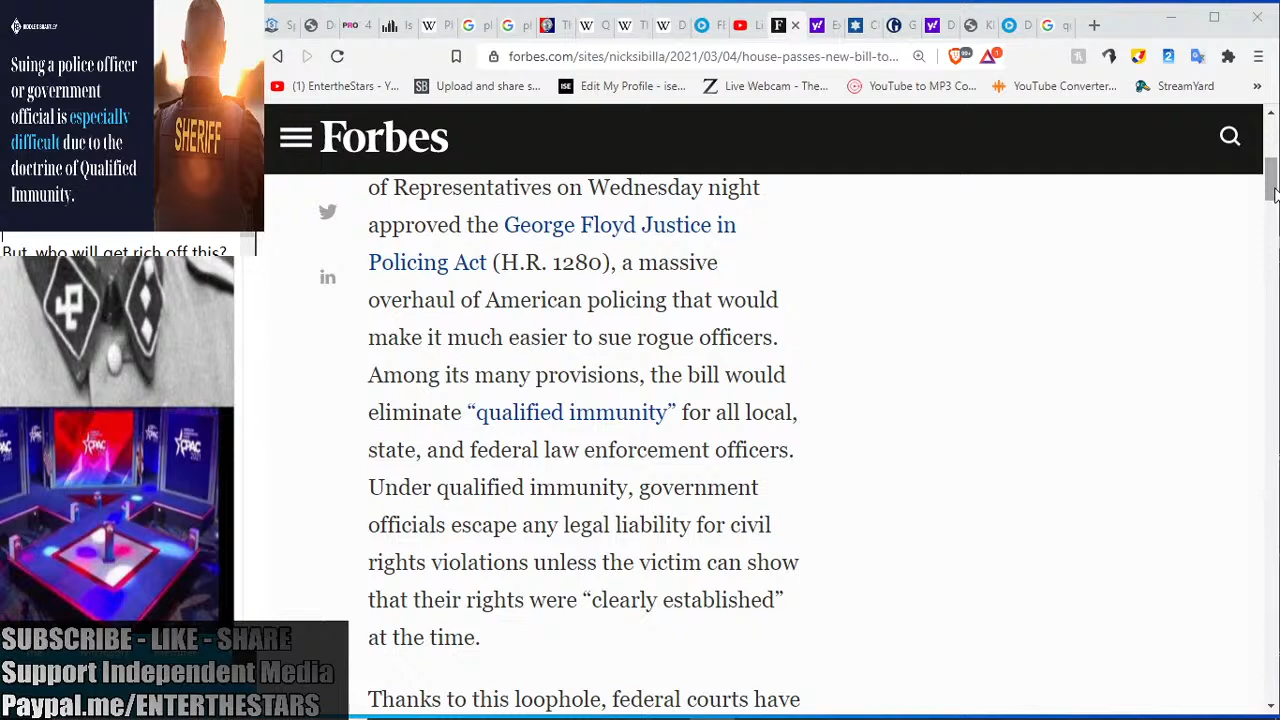 Suing a police officer
or government
official is especially
difficult due to the
doctrine of Qualified
Immunity.
SHERIFF
But, who will get rich off this?
CPAC
CPAC
CPAC
SUBSCRIBE - LIKE - SHARE
Support Independent Media
Paypal.me/ENTERTHESTARS
forbes.com/sites/nicksibilla/2021/03/04/house-passes-new-bill-to...
EntertheStars - Y...
Upload and share s...
Edit My Profile - ise...
Live Webcam - The...
YouTube to MP3 Co...
YouTube Converter...
StreamYard
Forbes
of Representatives on Wednesday night
approved the George Floyd Justice in
Policing Act (H.R. 1280), a massive
overhaul of American policing that would
make it much easier to sue rogue officers.
Among its many provisions, the bill would
eliminate “qualified immunity” for all local,
state, and federal law enforcement officers.
Under qualified immunity, government
officials escape any legal liability for civil
rights violations unless the victim can show
that their rights were “clearly established”
at the time.
Thanks to this loophole, federal courts have